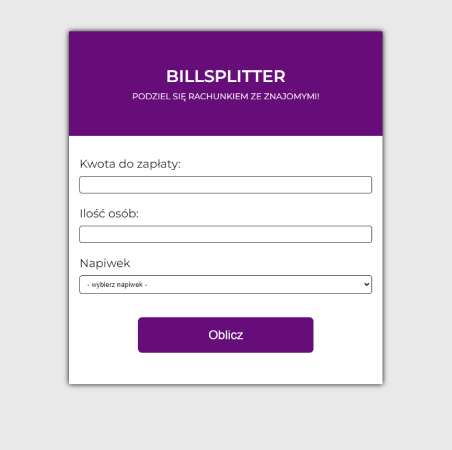 BILLSPLITTER
PODZIEL SIĘ RACHUNKIEM ZE ZNAJOMYMI!
Kwota do zapłaty:
Ilość osób:
Napiwek
- wybierz napiwek -
Oblicz